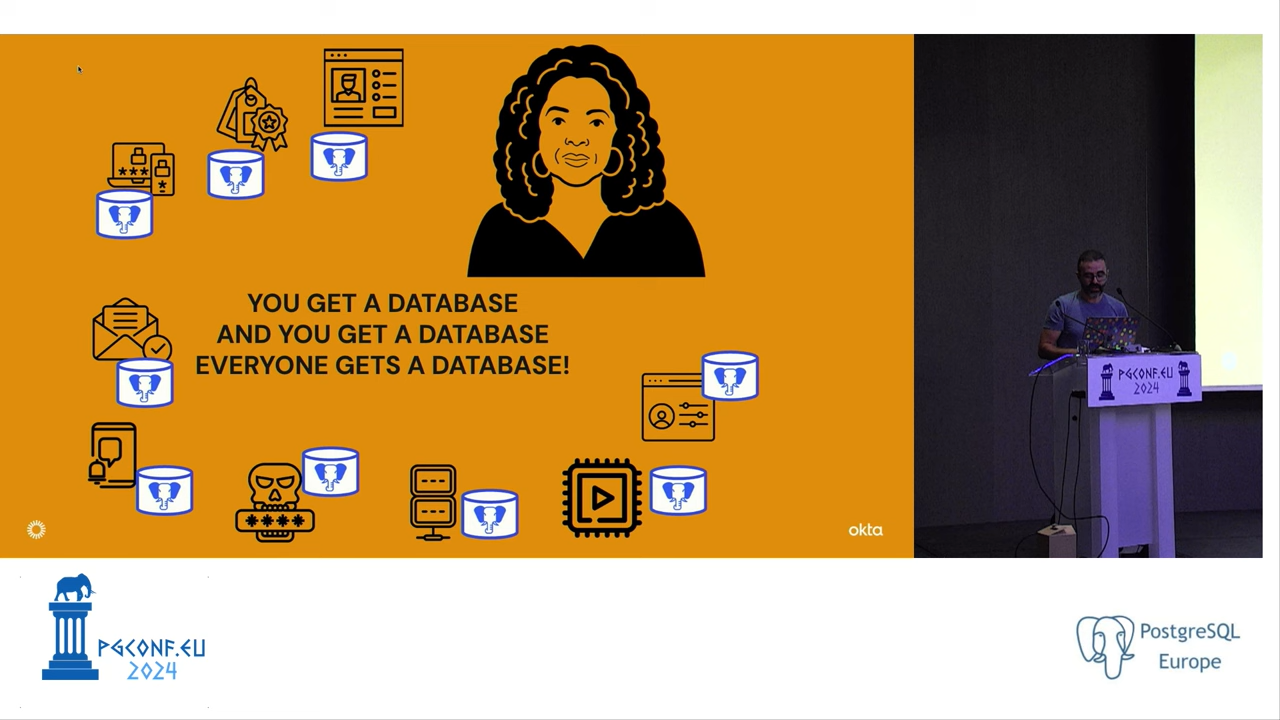 ***
*
YOU GET A DATABASE
AND YOU GET A DATABASE
EVERYONE GETS A DATABASE!
****
okta
PGCONF.EU
2024
PGCONF.EU
2024
PostgreSQL
Europe